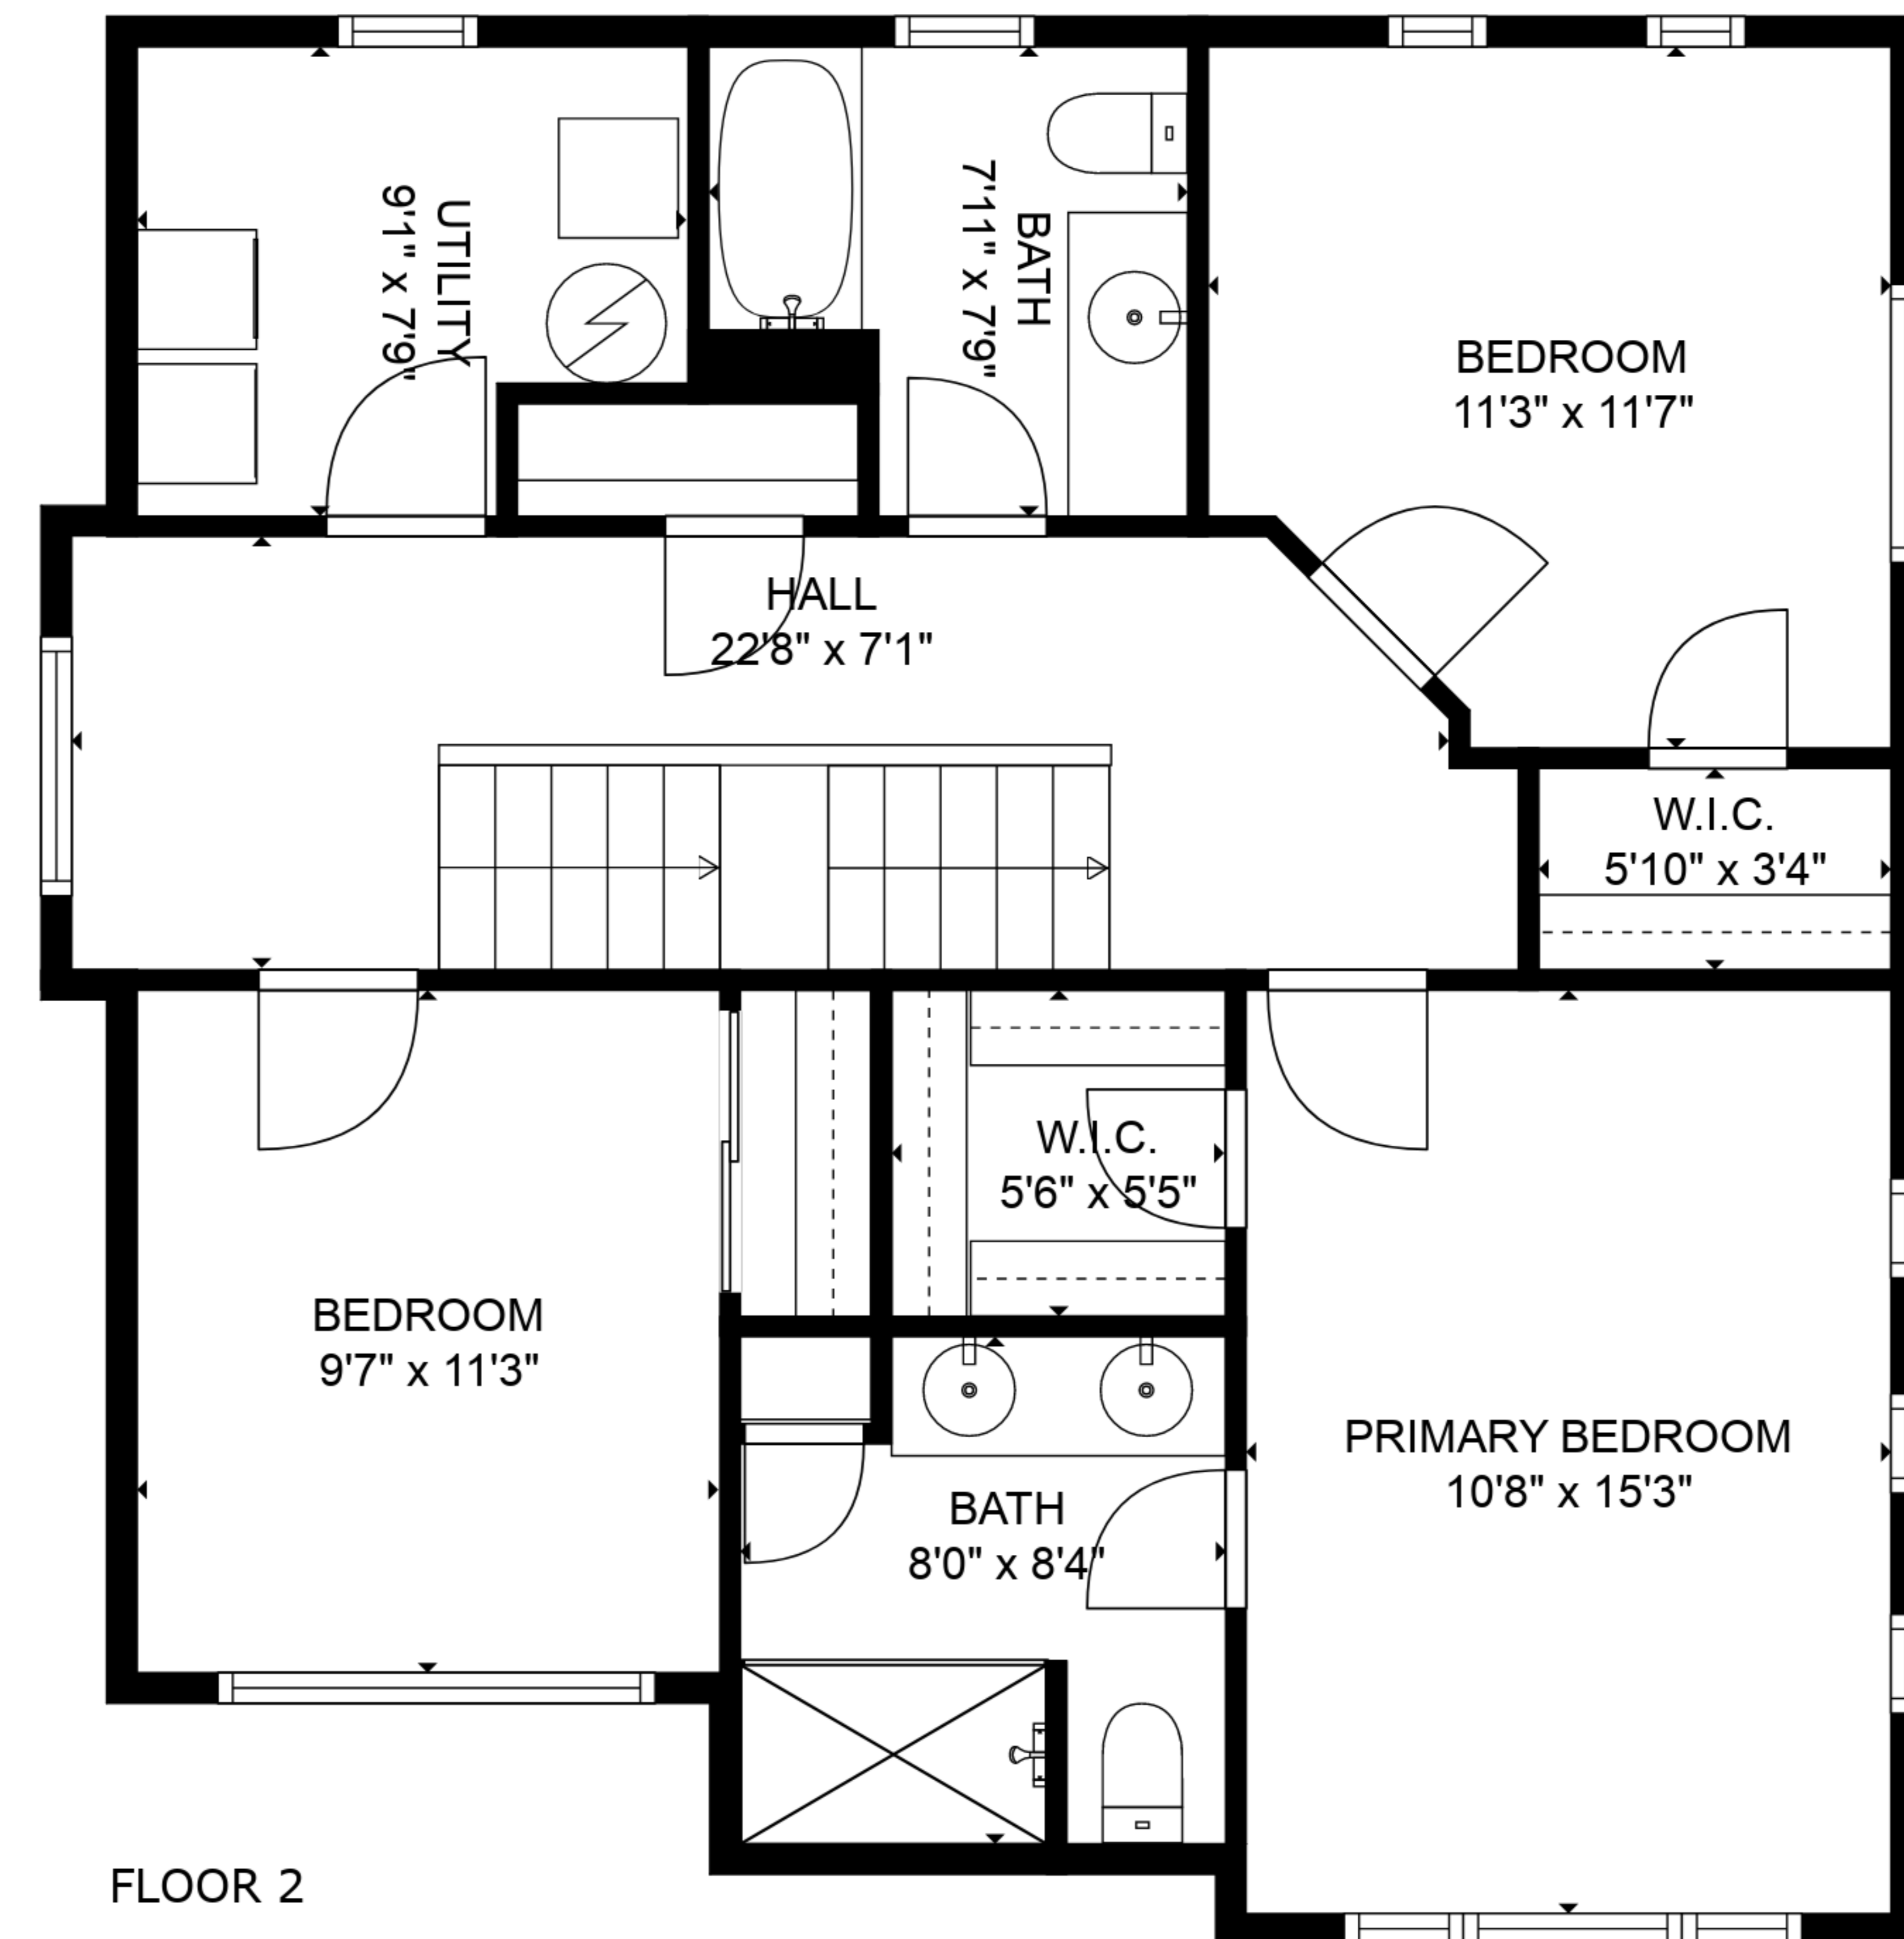 UTILITY
9'1" x 7'9"
BATH
7'11" x 7'9"
BEDROOM
11'3" x 11'7"
HALL
22'8" x 7'1"
W.I.C.
5'10" x 3'4"
W.I.C.
5'6" x 5'5"
BEDROOM
9'7" x 11'3"
PRIMARY BEDROOM
10'8" x 15'3"
BATH
8'0" x 8'4"
FLOOR 2